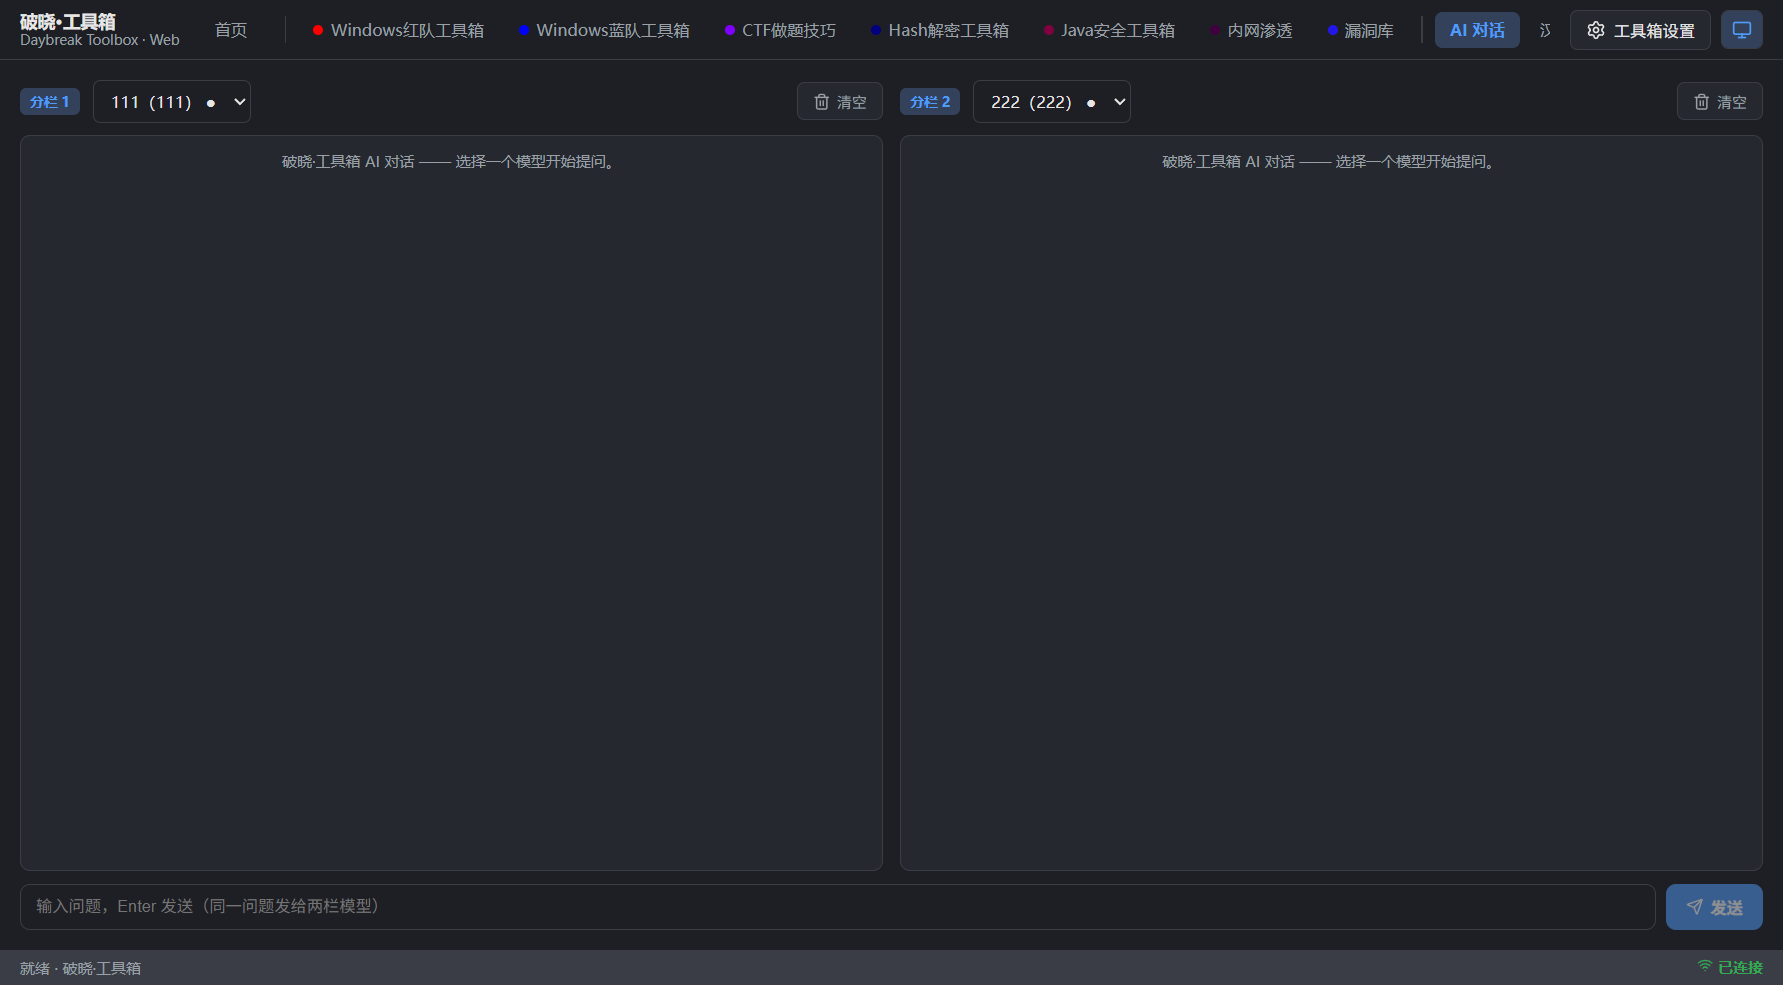 破晓•工具箱
Daybreak Toolbox · Web
首页
Windows红队工具箱
Windows蓝队工具箱
CTF做题技巧
Hash解密工具箱
Java安全工具箱
内网渗透
漏洞库
AI 对话
工具箱设置
分栏 1
111（111） ●
清空
分栏 2
222（222） ●
清空
破晓·工具箱 AI 对话 —— 选择一个模型开始提问。
破晓·工具箱 AI 对话 —— 选择一个模型开始提问。
输入问题，Enter 发送（同一问题发给两栏模型）
发送
就绪 · 破晓·工具箱
已连接